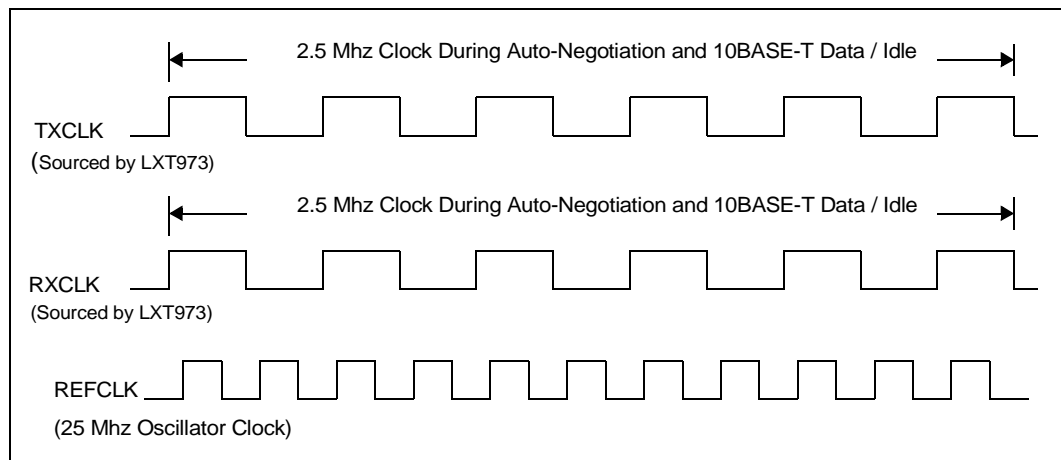 2.5 Mhz Clock During Auto-Negotiation and 10BASE-T Data / Idle
TXCLK
(Sourced by LXT973)
2.5 Mhz Clock During Auto-Negotiation and 10BASE-T Data / Idle
RXCLK
(Sourced by LXT973)
REFCLK
(25 Mhz Oscillator Clock)